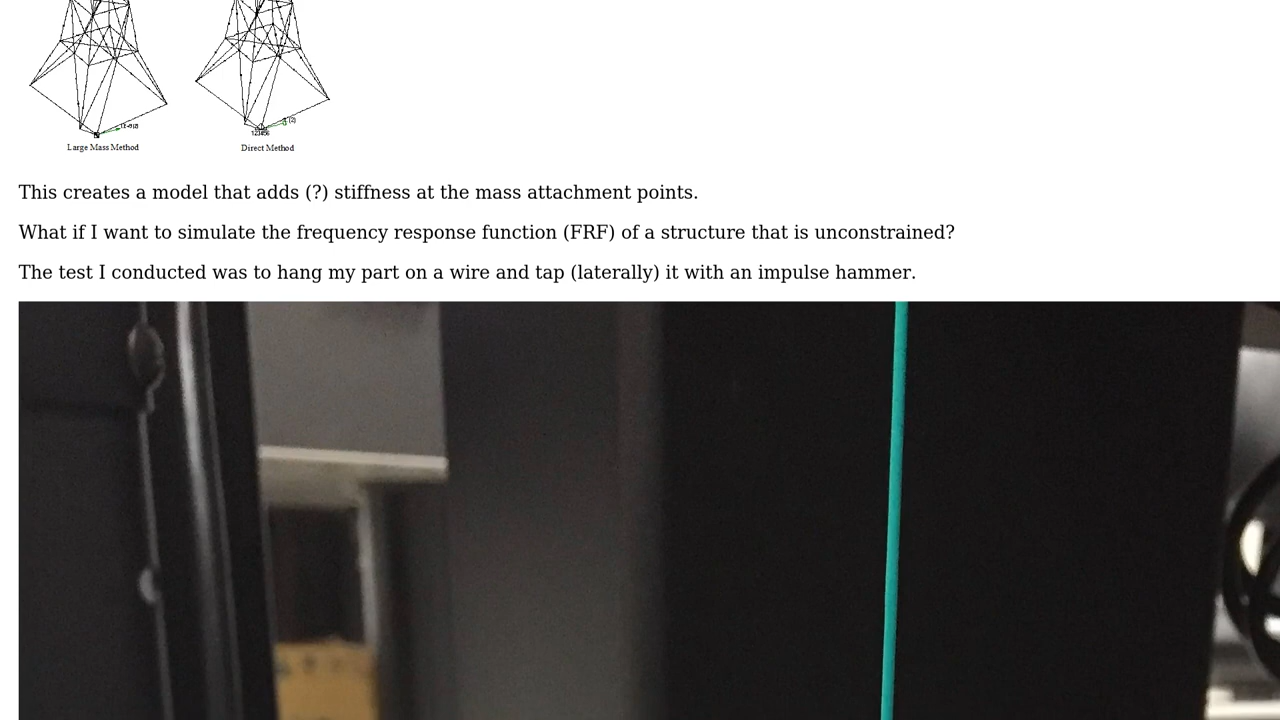 123456
Large Mass Method
Direct Method
This creates a model that adds (?) stiffness at the mass attachment points.
What if I want to simulate the frequency response function (FRF) of a structure that is unconstrained?
The test I conducted was to hang my part on a wire and tap (laterally) it with an impulse hammer.